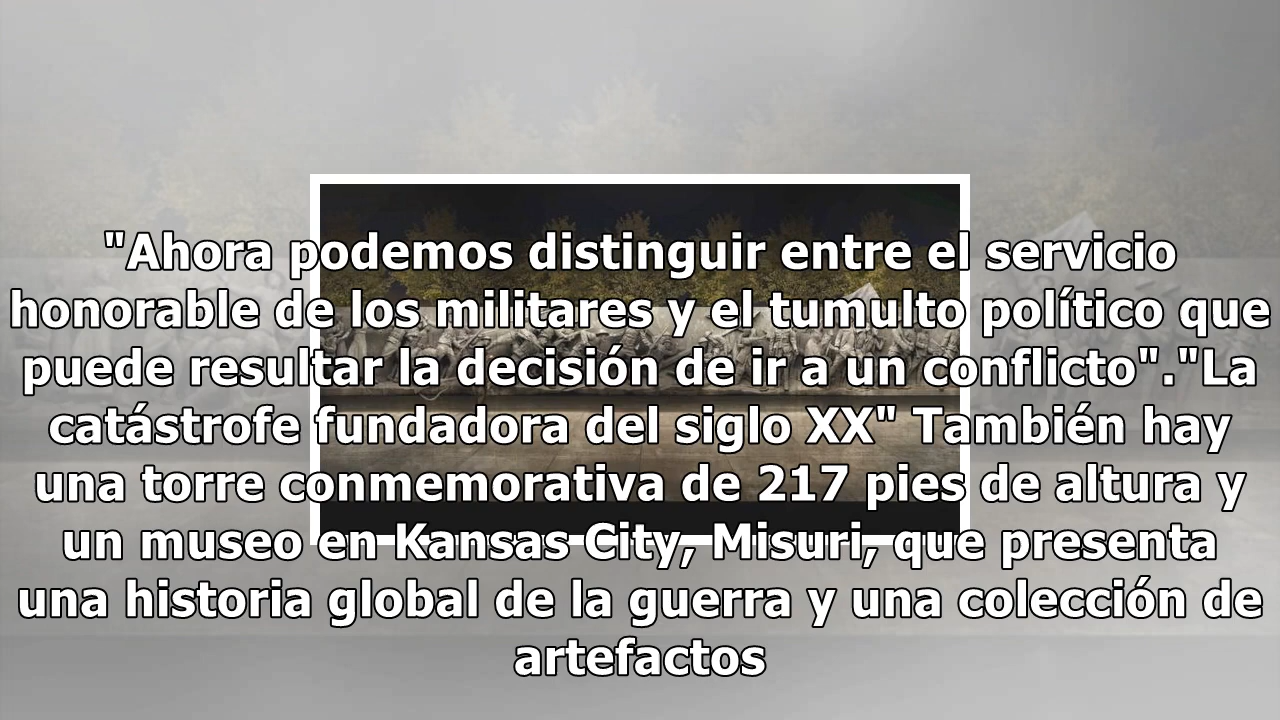 "Ahora podemos distinguir entre el servicio
honorable de los militares y el tumulto político que
puede resultar la decisión de ir a un conflicto"."La
catástrofe fundadora del siglo XX" También hay
una torre conmemorativa de 217 pies de altura y
un museo en Kansas City, Misuri, que presenta
una historia global de la guerra y una colección de
artefactos